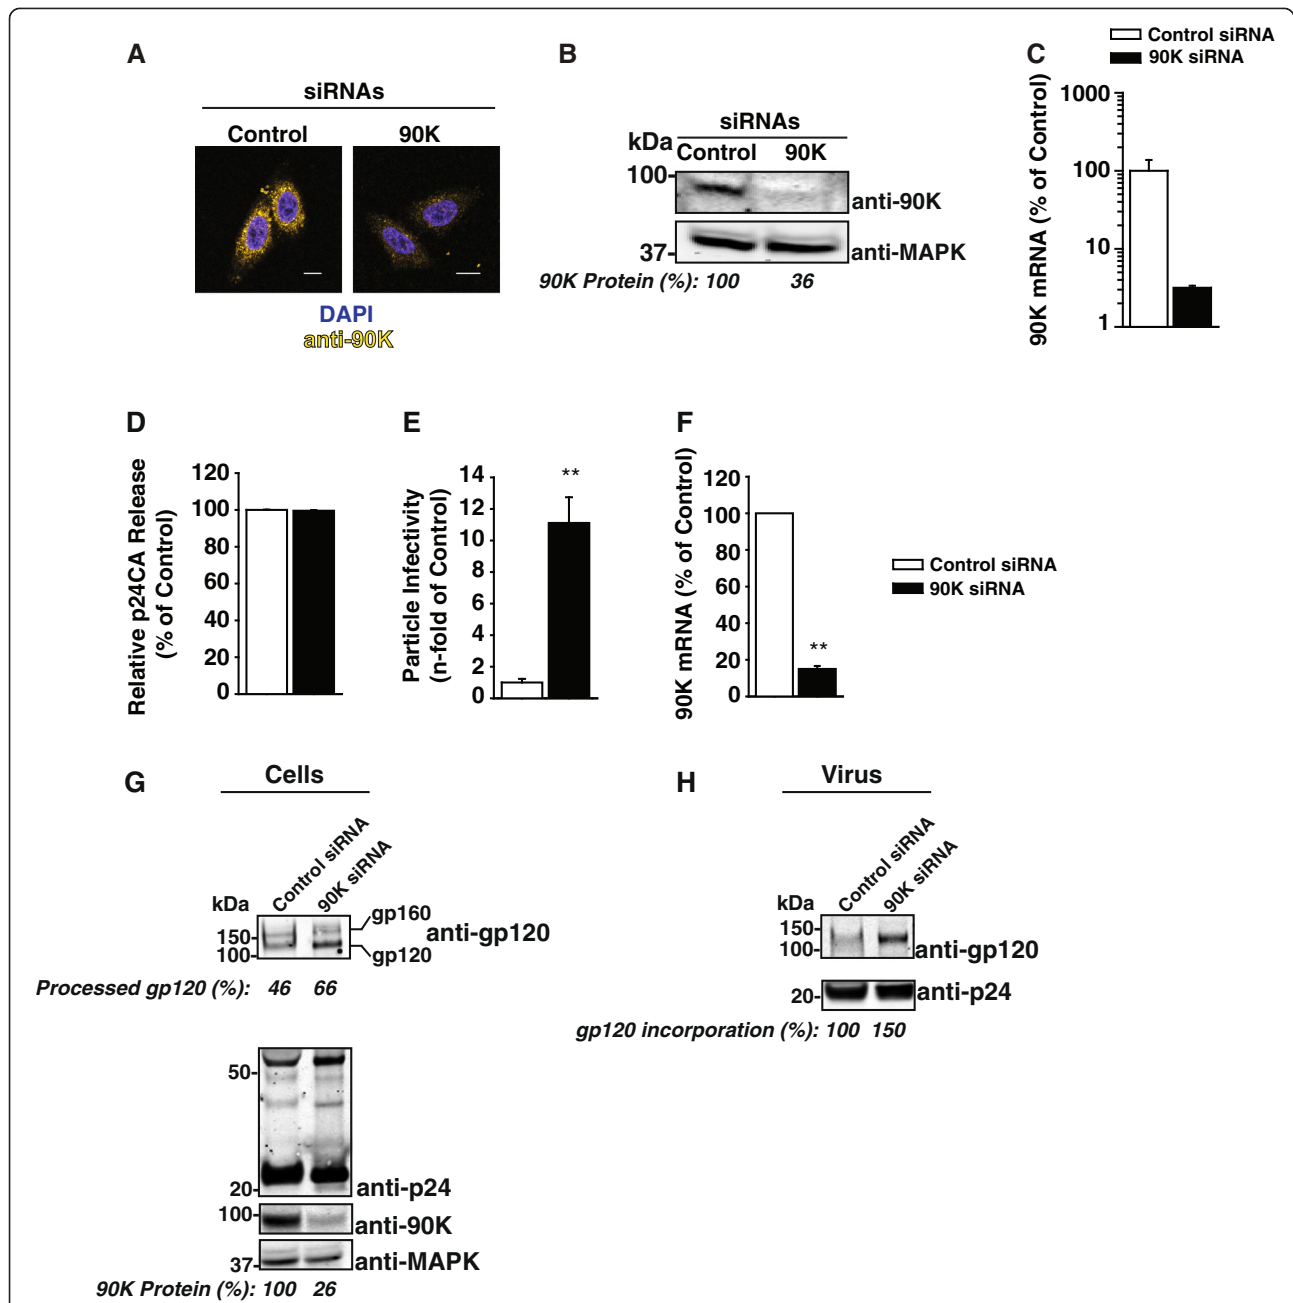 A
siRNAs
Control 90K
DAPI
anti-90K
B
siRNAs
kDa
Control 90K
100-
anti-90K
37-
anti-MAPK
90K Protein (%): 100 36
C
Control siRNA
90K siRNA
90K mRNA (% of Control)
1000
100
10
1
D
Relative p24CA Release
(% of Control)
120
100
80
60
40
20
0
E
Particle Infectivity
(n-fold of Control)
14
12
10
8
6
4
2
0
**
F
90K mRNA (% of Control)
120
100
80
60
40
20
0
**
Control siRNA
90K siRNA
G
Cells
Control siRNA
90K siRNA
kDa
150-
100-
gp160
gp120
anti-gp120
Processed gp120 (%): 46 66
50-
20-
anti-p24
100-
anti-90K
37-
anti-MAPK
90K Protein (%): 100 26
H
Virus
Control siRNA
90K siRNA
kDa
150-
100-
anti-gp120
20-
anti-p24
gp120 incorporation (%): 100 150